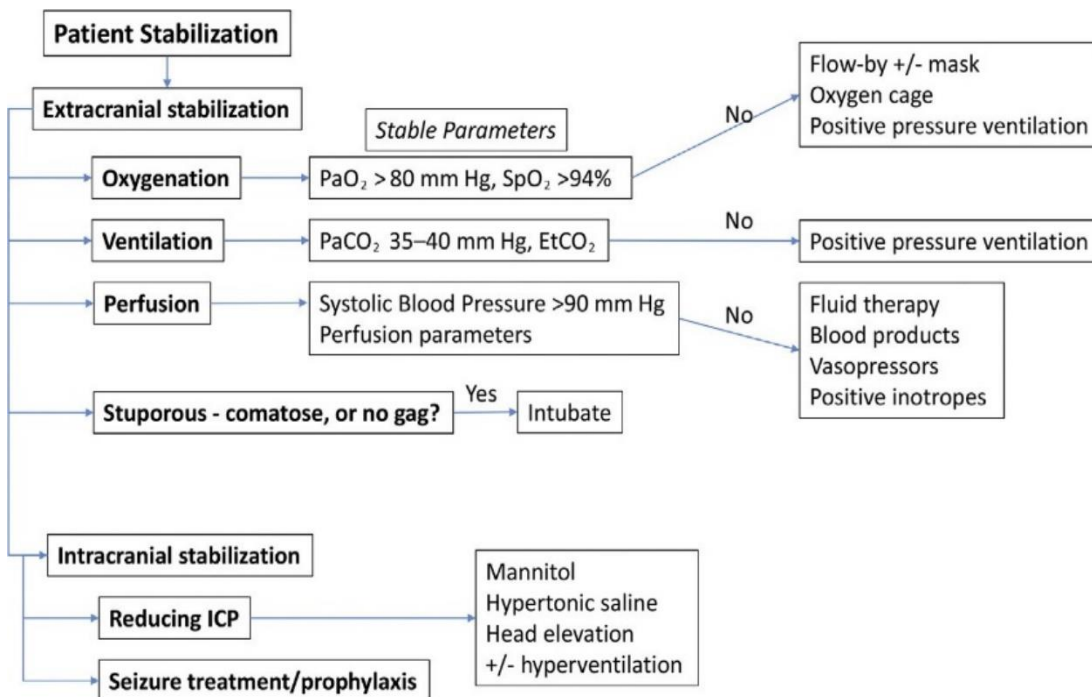 Patient Stabilization
Extracranial stabilization
Stable Parameters
No
Flow-by +/- mask
Oxygen cage
Positive pressure ventilation
Oxygenation
PaO₂ >80 mm Hg, SpO₂ >94%
Ventilation
PaCO₂ 35–40 mm Hg, EtCO₂
No
Positive pressure ventilation
Perfusion
Systolic Blood Pressure >90 mm Hg
Perfusion parameters
No
Fluid therapy
Blood products
Vasopressors
Positive inotropes
Stuporous - comatose, or no gag?
Yes
Intubate
Intracranial stabilization
Reducing ICP
Mannitol
Hypertonic saline
Head elevation
+/- hyperventilation
Seizure treatment/prophylaxis